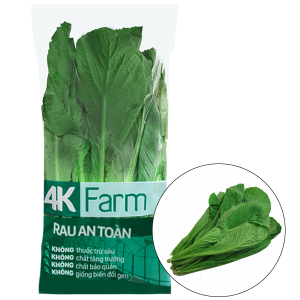 4K Farm
RAU AN TOÀN
KHÔNG thuốc trừ sâu
KHÔNG chất tăng trưởng
KHÔNG chất bảo quản
KHÔNG giống biến đổi gen